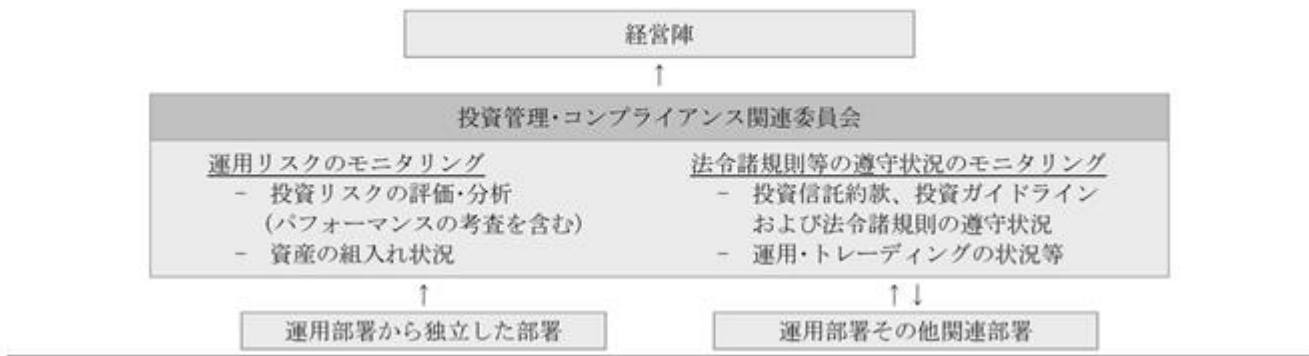 経営陣
↑
投資管理・コンプライアンス関連委員会
運用リスクのモニタリング
− 投資リスクの評価・分析
(パフォーマンスの考査を含む)
− 資産の組入れ状況
法令諸規則等の遵守状況のモニタリング
− 投資信託約款、投資ガイドライン
および法令諸規則の遵守状況
− 運用・トレーディングの状況等
↑
↑↓
運用部署から独立した部署
運用部署その他関連部署